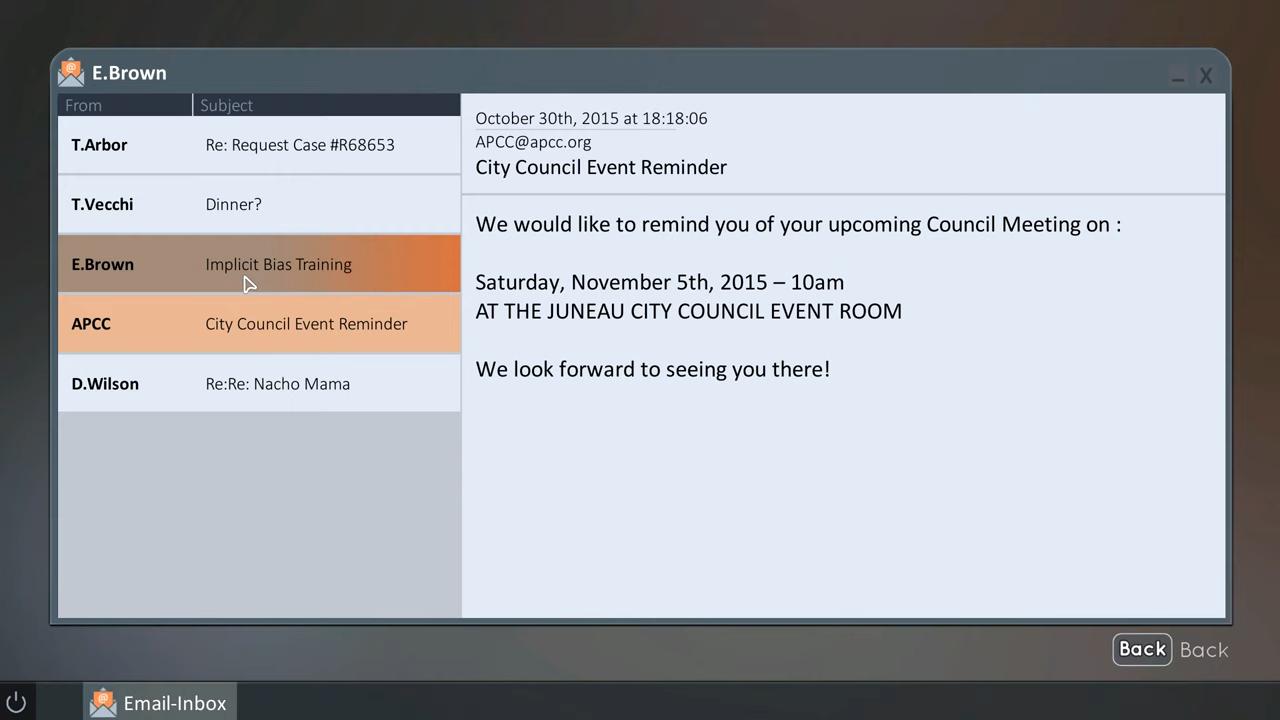 E.Brown
From Subject
T.Arbor Re: Request Case #R68653
T.Vecchi Dinner?
E.Brown Implicit Bias Training
APCC City Council Event Reminder
D.Wilson Re:Re: Nacho Mama
October 30th, 2015 at 18:18:06
APCC@apcc.org
City Council Event Reminder
We would like to remind you of your upcoming Council Meeting on :
Saturday, November 5th, 2015 – 10am
AT THE JUNEAU CITY COUNCIL EVENT ROOM
We look forward to seeing you there!
Back Back
Email-Inbox